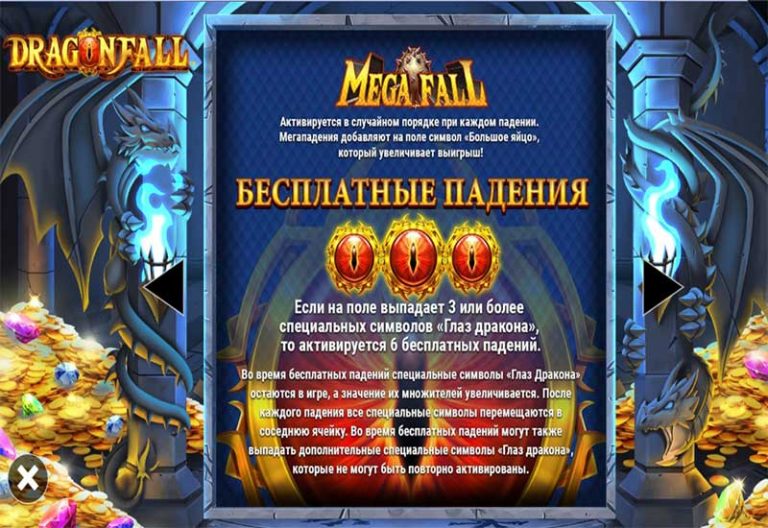 DRAGONFALL
MEGA FALL
Активируется в случайном порядке при каждом падении.
Мегападения добавляют на поле символ «Большое яйцо»,
который увеличивает выигрыш!
БЕСПЛАТНЫЕ ПАДЕНИЯ
Если на поле выпадает 3 или более
специальных символов «Глаз дракона»,
то активируется 6 бесплатных падений.
Во время бесплатных падений специальные символы «Глаз Дракона»
остаются в игре, а значение их множителей увеличивается. После
каждого падения все специальные символы перемещаются в
соседнюю ячейку. Во время бесплатных падений могут также
выпадать дополнительные специальные символы «Глаз дракона»,
которые не могут быть повторно активированы.